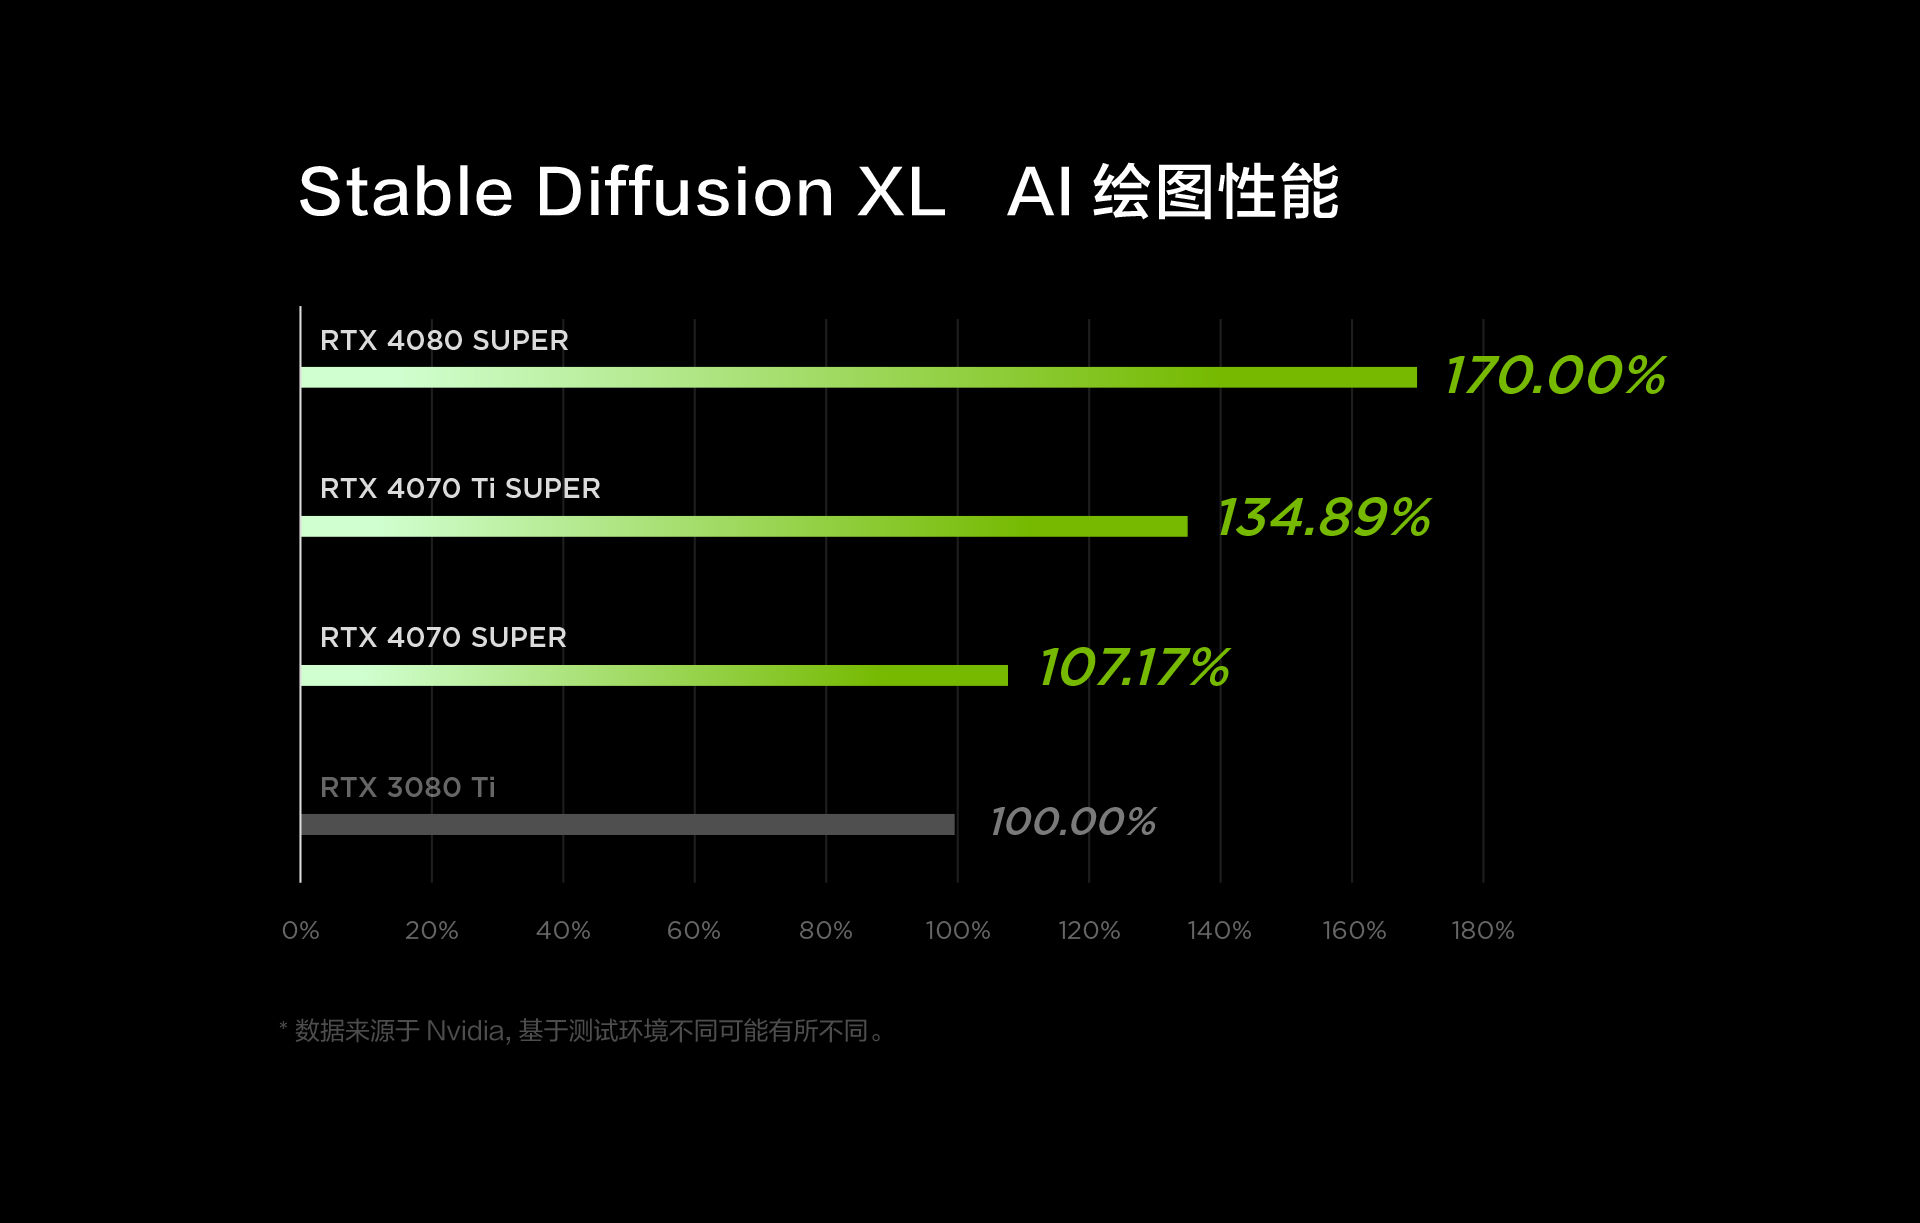 Stable Diffusion XL AI 绘图性能
RTX 4080 SUPER
170.00%
RTX 4070 Ti SUPER
134.89%
RTX 4070 SUPER
107.17%
RTX 3080 Ti
100.00%
0% 20% 40% 60% 80% 100% 120% 140% 160% 180%
* 数据来源于 Nvidia, 基于测试环境不同可能有所不同。